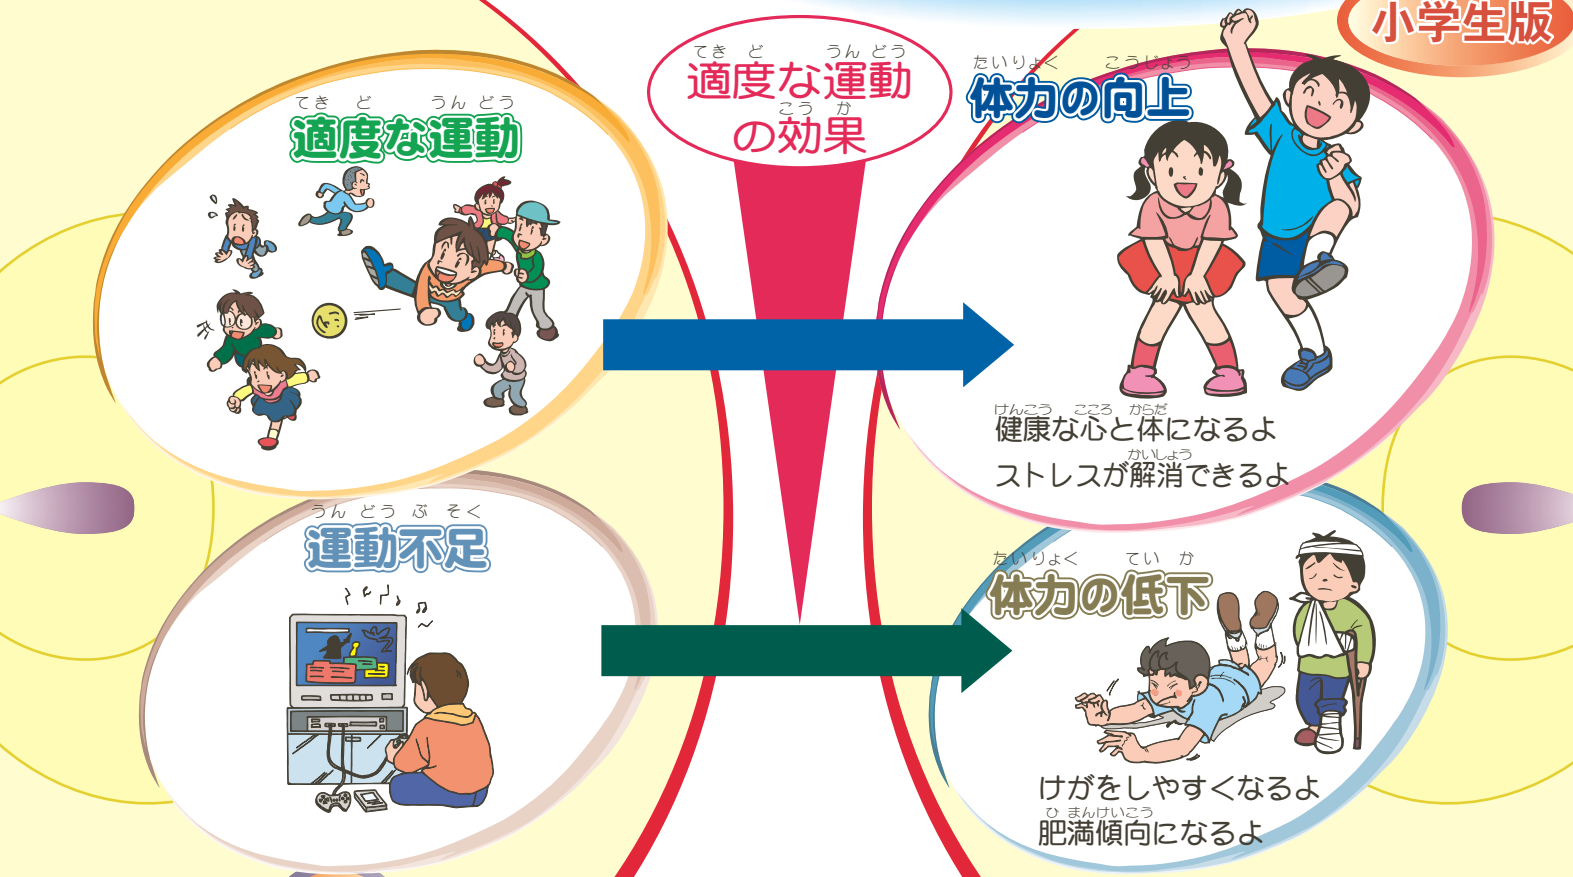 小学生版
てき ど うん どう
適度な運動
こう か
の効果
てき ど うん どう
適度な運動
たいりょく こうじょう
体力の向上
けんこう こころ からだ
健康な心と体になるよ
かいしょう
ストレスが解消できるよ
うん どう ぶ そく
運動不足
たいりょく てい か
体力の低下
けがをしやすくなるよ
ひ まんけいこう
肥満傾向になるよ